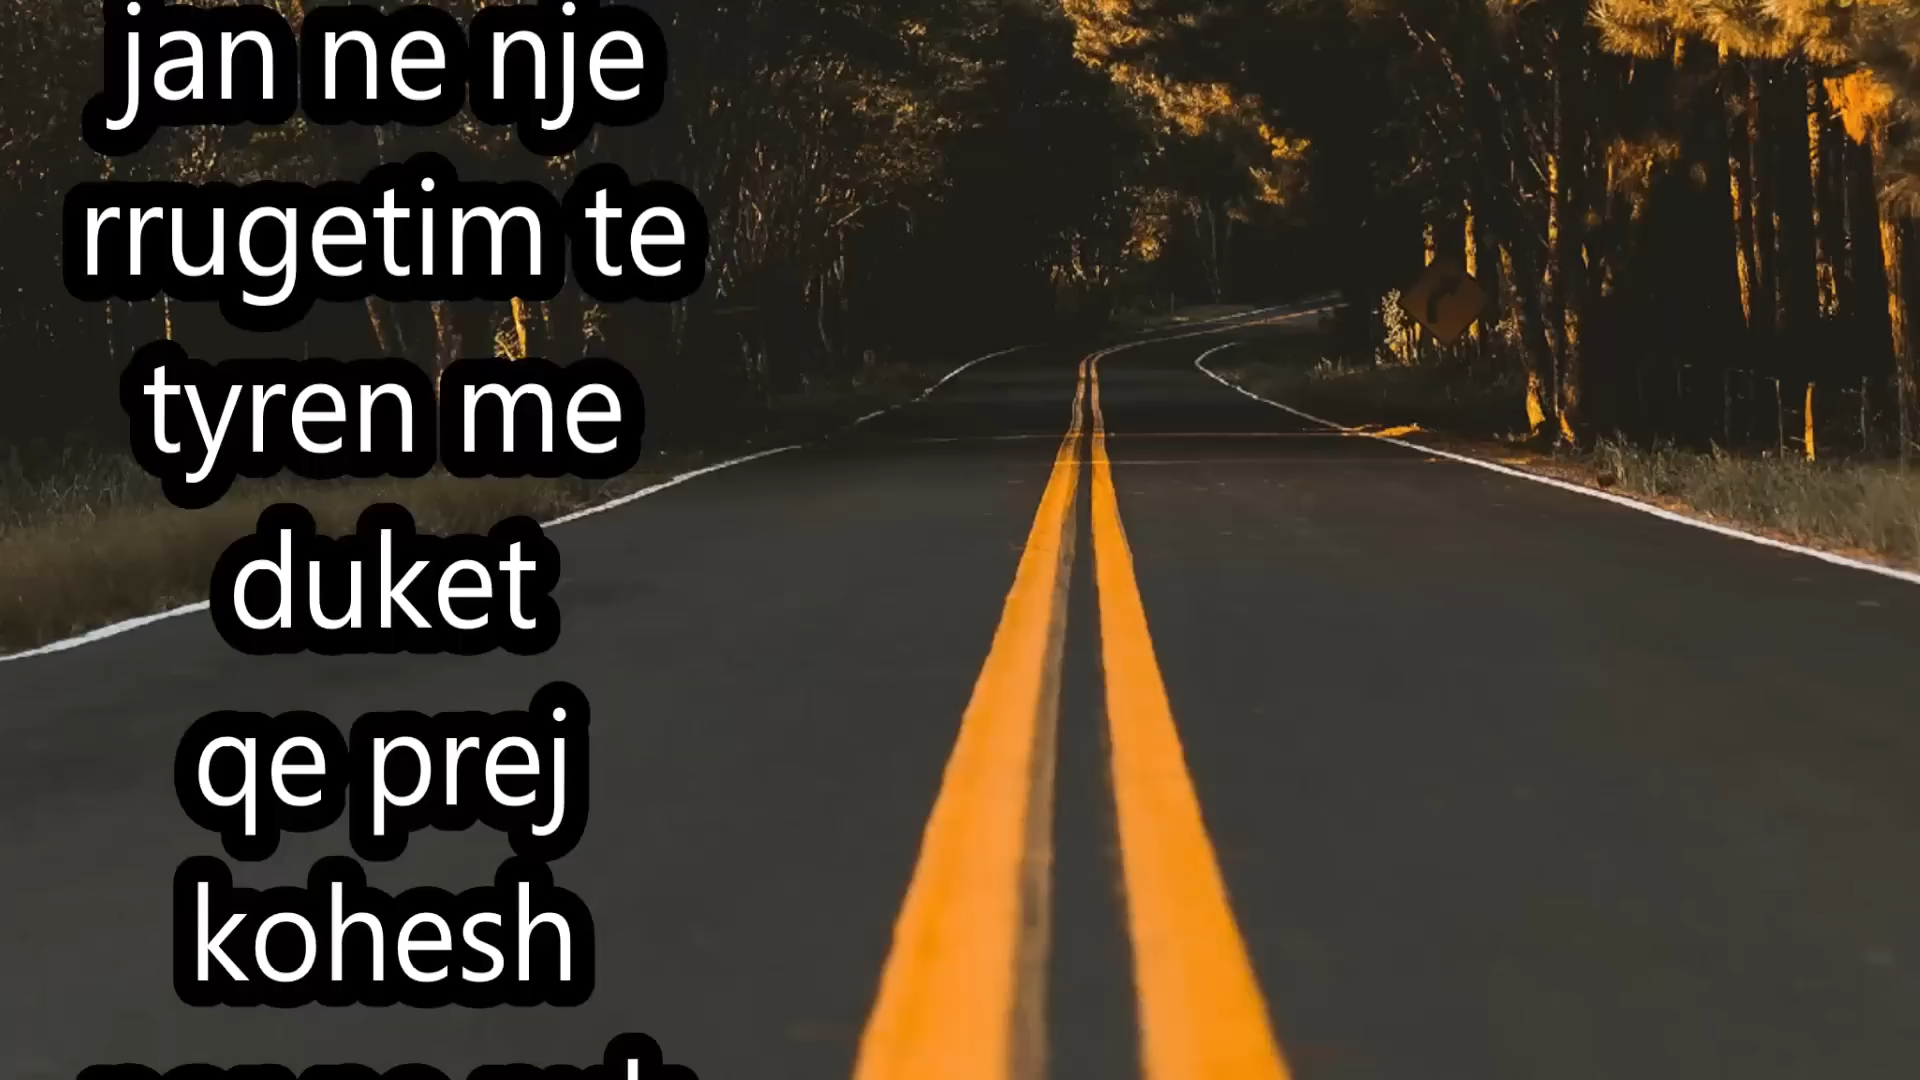 jan ne nje
rrugetim te
tyren me
duket
qe prej
kohesh